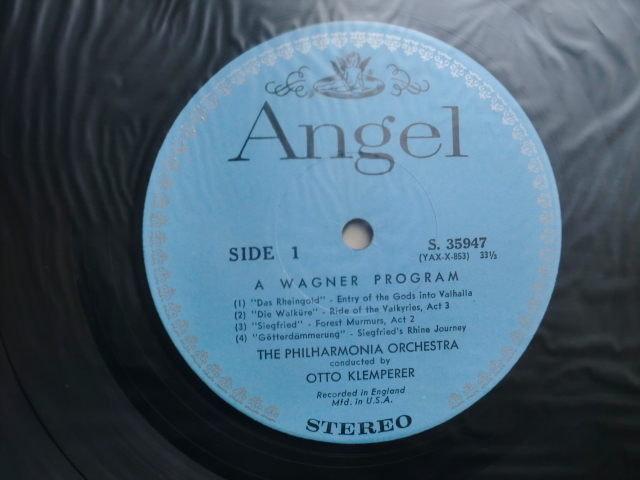 Angel
SIDE 1
S. 35947
(YAX-X-853) 33⅓
A WAGNER PROGRAM
(1) "Das Rheingold" - Entry of the Gods into Valhalla
(2) "Die Walküre" - Ride of the Valkyries, Act 3
(3) "Siegfried" - Forest Murmurs, Act 2
(4) "Götterdämmerung" - Siegfried's Rhine Journey
THE PHILHARMONIA ORCHESTRA
conducted by
OTTO KLEMPERER
Recorded in England
Mfd. in U.S.A.
STEREO